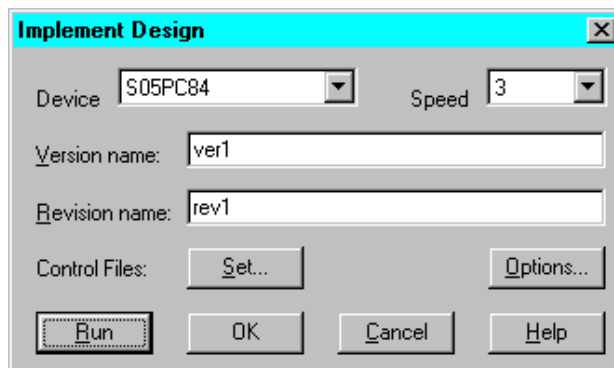 Implement Design
Device S05PC84 Speed 3
Version name: ver1
Revision name: rev1
Control Files: Set... Options...
Run OK Cancel Help